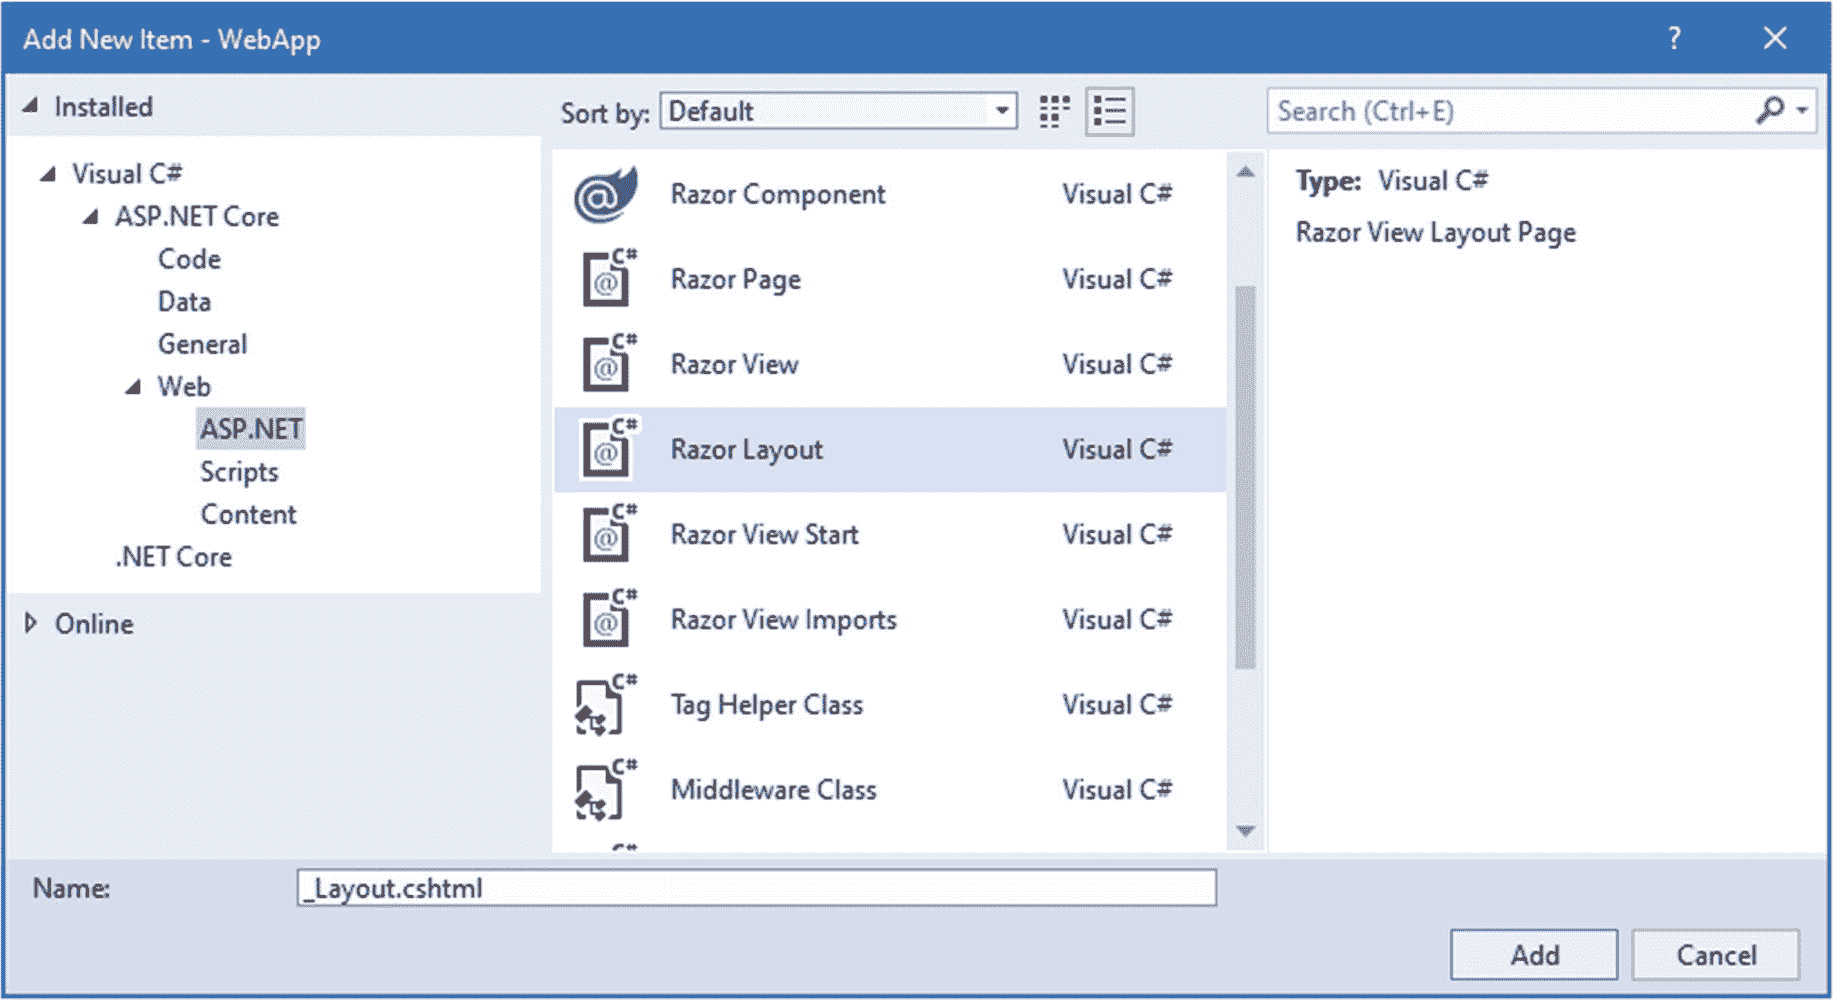 Add New Item - WebApp ? ×
Installed
Sort by: Default
Search (Ctrl+E)
Visual C#
ASP.NET Core
Code
Data
General
Web
ASP.NET
Scripts
Content
.NET Core
Online
@ Razor Component Visual C#
C# @ Razor Page Visual C#
C# @ Razor View Visual C#
C# @ Razor Layout Visual C#
C# @ Razor View Start Visual C#
C# @ Razor View Imports Visual C#
C# Tag Helper Class Visual C#
C# Middleware Class Visual C#
Type: Visual C#
Razor View Layout Page
Name: _Layout.cshtml
Add Cancel